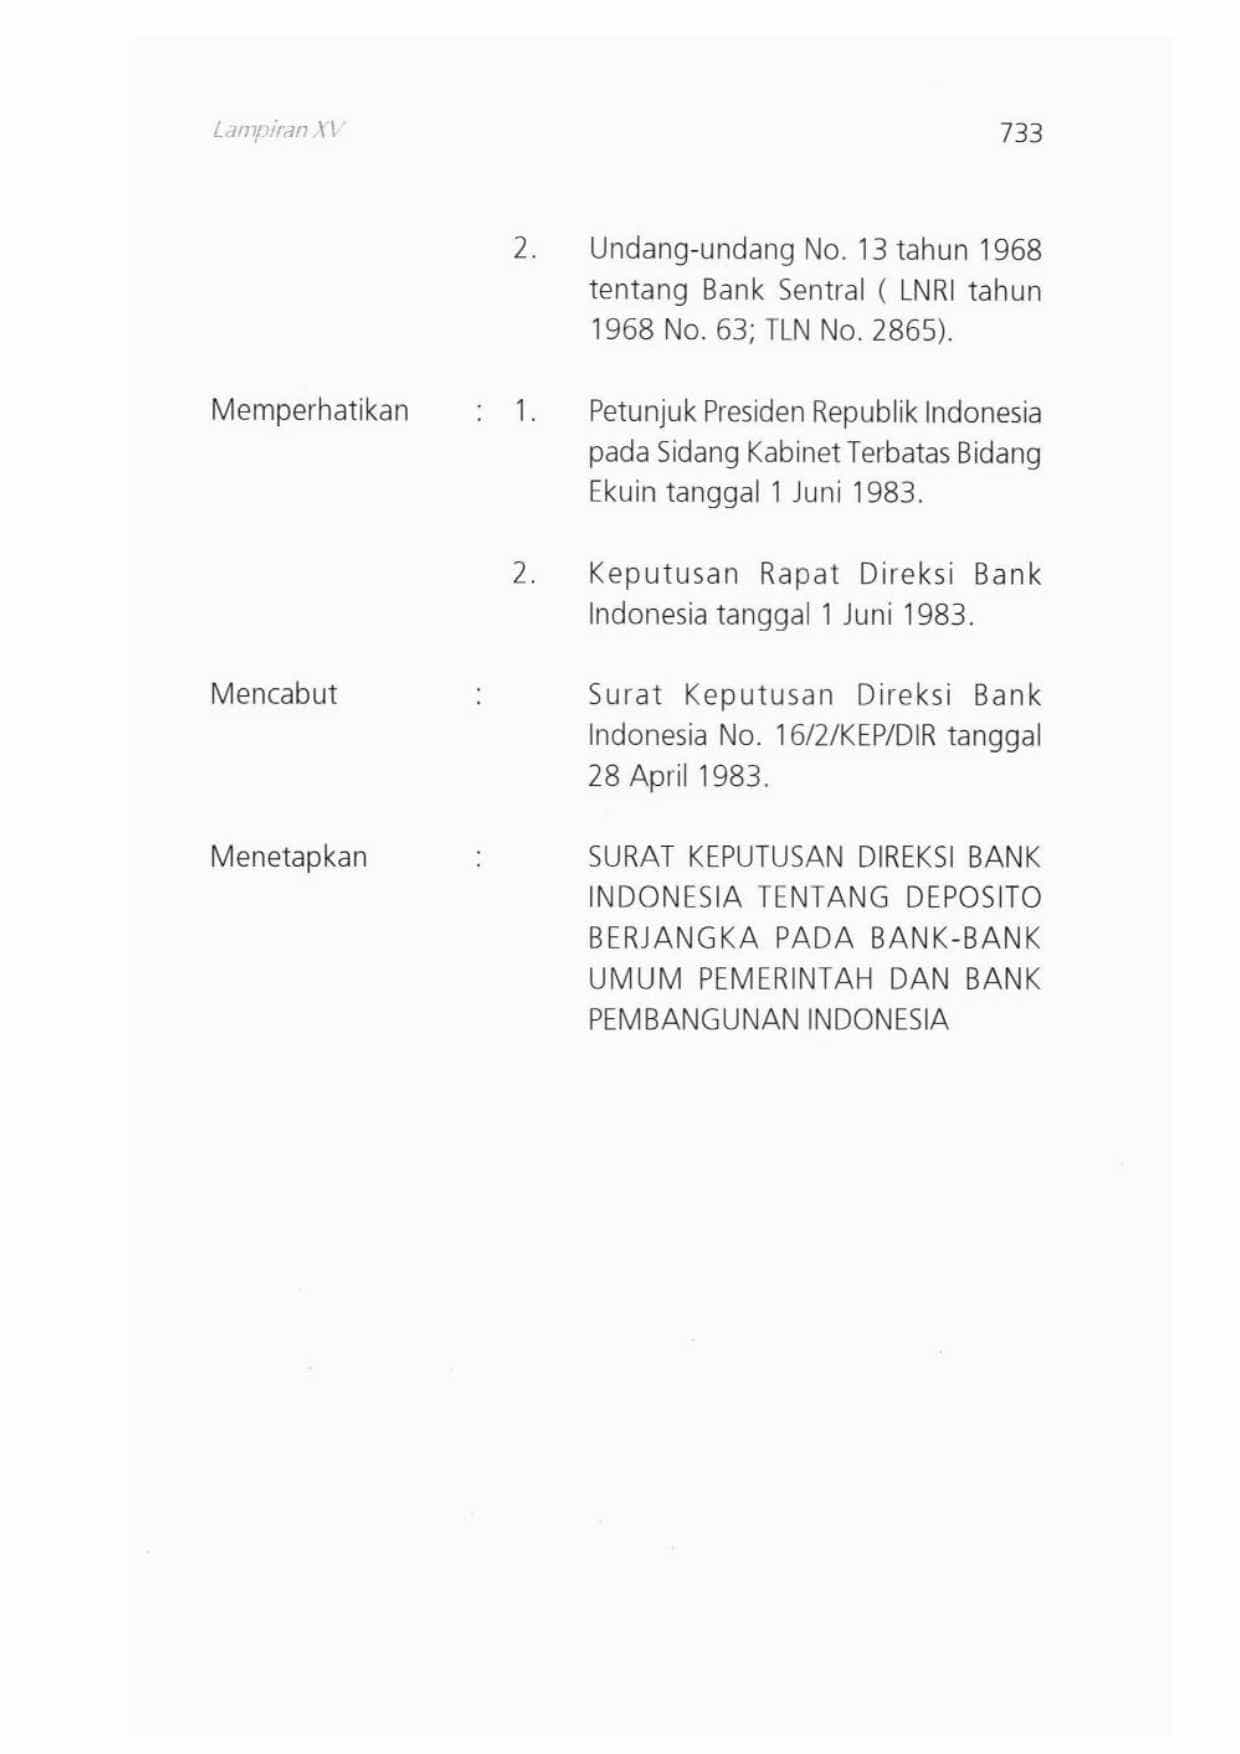 Lampiran XV 733
2. Undang-undang No. 13 tahun 1968
tentang Bank Sentral ( LNRI tahun
1968 No. 63; TLN No. 2865).
Memperhatikan : 1. Petunjuk Presiden Republik Indonesia
pada Sidang Kabinet Terbatas Bidang
Ekuin tanggal 1 Juni 1983.
2. Keputusan Rapat Direksi Bank
Indonesia tanggal 1 Juni 1983.
Mencabut : Surat Keputusan Direksi Bank
Indonesia No. 16/2/KEP/DIR tanggal
28 April 1983.
Menetapkan : SURAT KEPUTUSAN DIREKSI BANK
INDONESIA TENTANG DEPOSITO
BERJANGKA PADA BANK-BANK
UMUM PEMERINTAH DAN BANK
PEMBANGUNAN INDONESIA